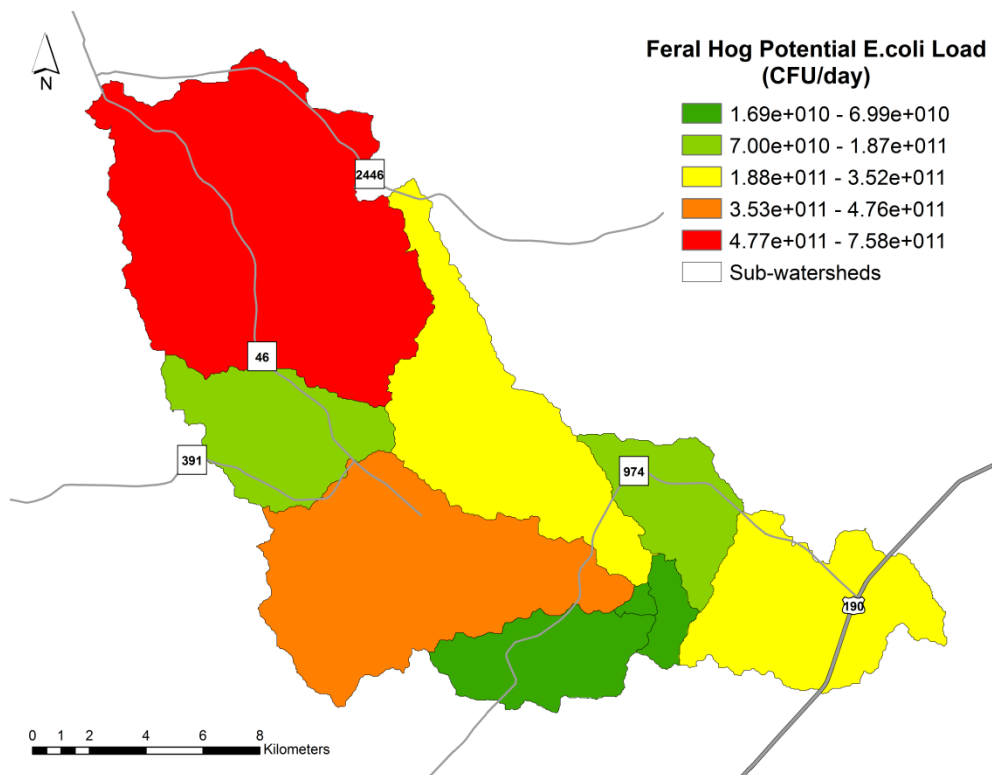 Feral Hog Potential E.coli Load
(CFU/day)
1.69e+010 - 6.99e+010
7.00e+010 - 1.87e+011
1.88e+011 - 3.52e+011
3.53e+011 - 4.76e+011
4.77e+011 - 7.58e+011
Sub-watersheds
N
2446
46
391
974
190
0 1 2 4 6 8
Kilometers